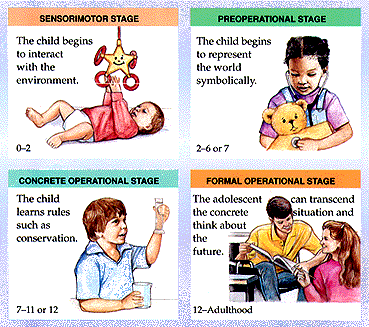 SENSORIMOTOR STAGE
The child begins
to interact
with the
environment.
0–2
PREOPERATIONAL STAGE
The child begins
to represent
the world
symbolically.
2–6 or 7
CONCRETE OPERATIONAL STAGE
The child
learns rules
such as
conservation.
7–11 or 12
FORMAL OPERATIONAL STAGE
The adolescent can transcend
the concrete situation and
think about
the
future.
12–Adulthood